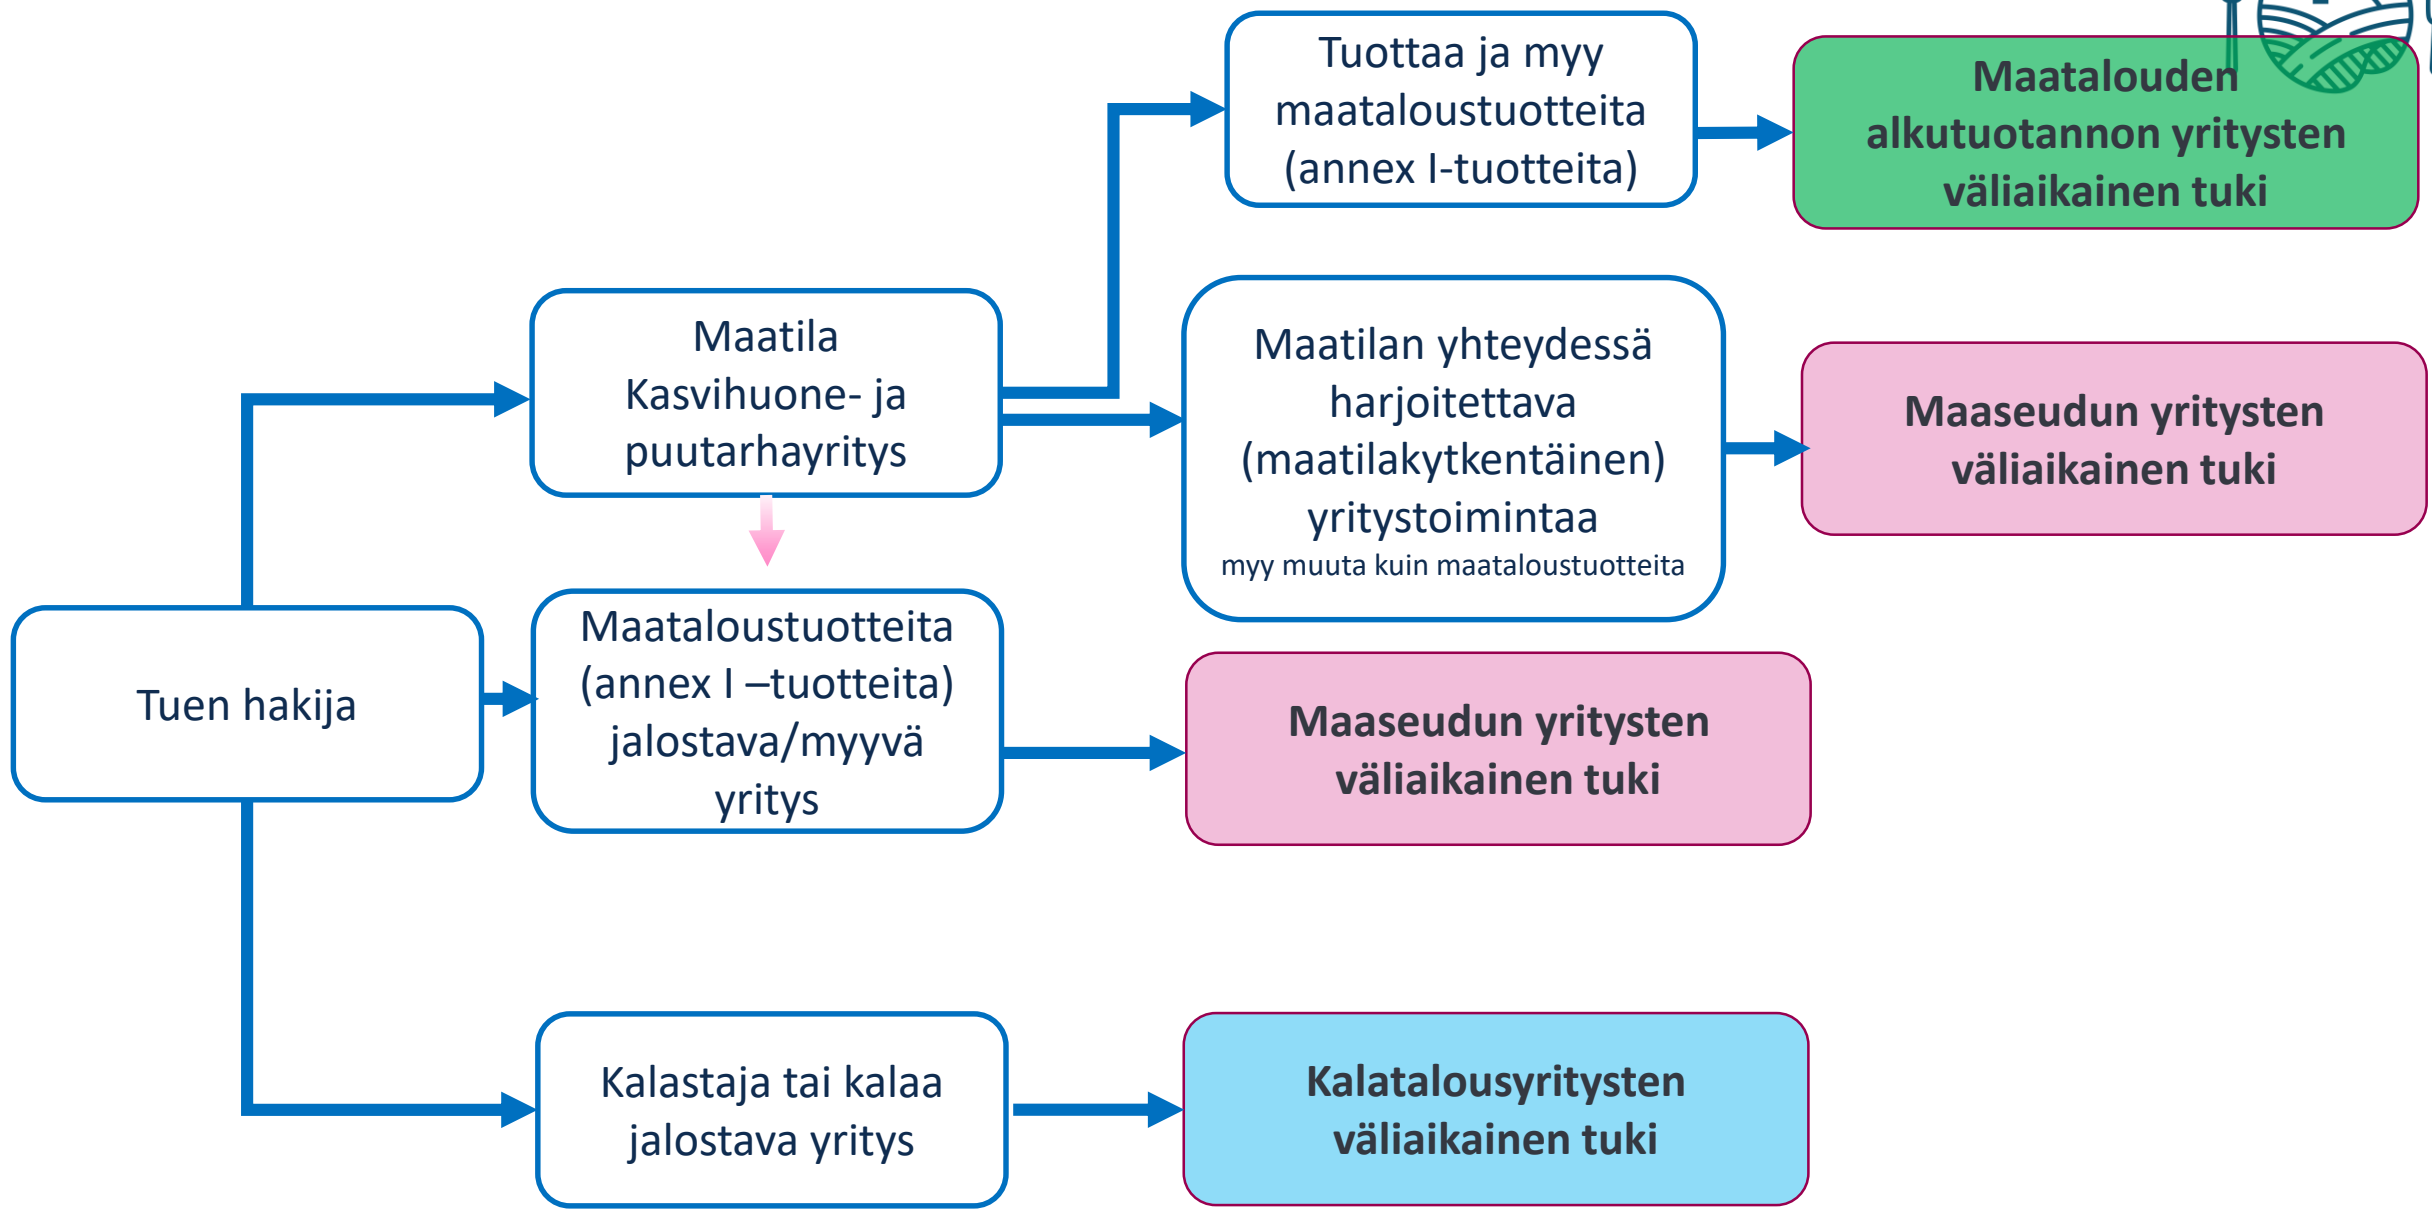 Tuottaa ja myy
maataloustuotteita
(annex I-tuotteita)
Maatalouden
alkutuotannon yritysten
väliaikainen tuki
Maatila
Kasvihuone- ja
puutarhayritys
Maatilan yhteydessä
harjoitettava
(maatilakytkentäinen)
yritystoimintaa
myy muuta kuin maataloustuotteita
Maaseudun yritysten
väliaikainen tuki
Tuen hakija
Maataloustuotteita
(annex I –tuotteita)
jalostava/myyvä
yritys
Maaseudun yritysten
väliaikainen tuki
Kalastaja tai kalaa
jalostava yritys
Kalatalousyritysten
väliaikainen tuki